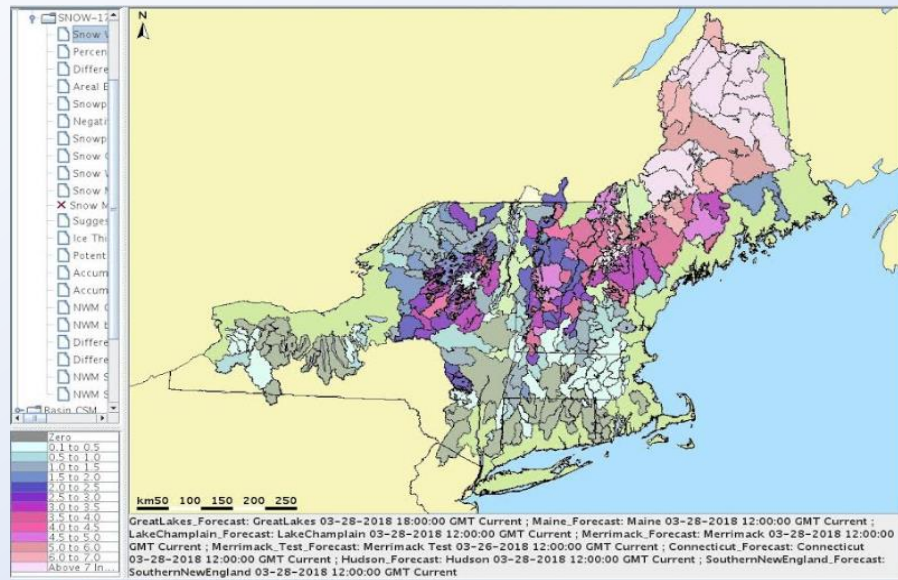 SNOW-17
Snow W
Percen
Differe
Areal E
Snowp
Negati
Snowp
Snow C
Snow W
Snow M
Snow M
Sugges
Ice Thi
Potent
Accum
Accum
NWM C
NWM L
Differe
Differe
NWM S
NWM S
Basin CSM
N
Zero
0.1 to 0.5
0.5 to 1.0
1.0 to 1.5
1.5 to 2.0
2.0 to 2.5
2.5 to 3.0
3.0 to 3.5
3.5 to 4.0
4.0 to 4.5
4.5 to 5.0
5.0 to 6.0
6.0 to 7.0
Above 7 In...
km50 100 150 200 250
GreatLakes_Forecast: GreatLakes 03-28-2018 18:00:00 GMT Current ; Maine_Forecast: Maine 03-28-2018 12:00:00 GMT Current ;
LakeChamplain_Forecast: LakeChamplain 03-28-2018 12:00:00 GMT Current ; Merrimack_Forecast: Merrimack 03-28-2018 12:00:00
GMT Current ; Merrimack_Test_Forecast: Merrimack Test 03-26-2018 12:00:00 GMT Current ; Connecticut_Forecast: Connecticut
03-28-2018 12:00:00 GMT Current ; Hudson_Forecast: Hudson 03-28-2018 12:00:00 GMT Current ; SouthernNewEngland_Forecast:
SouthernNewEngland 03-28-2018 12:00:00 GMT Current